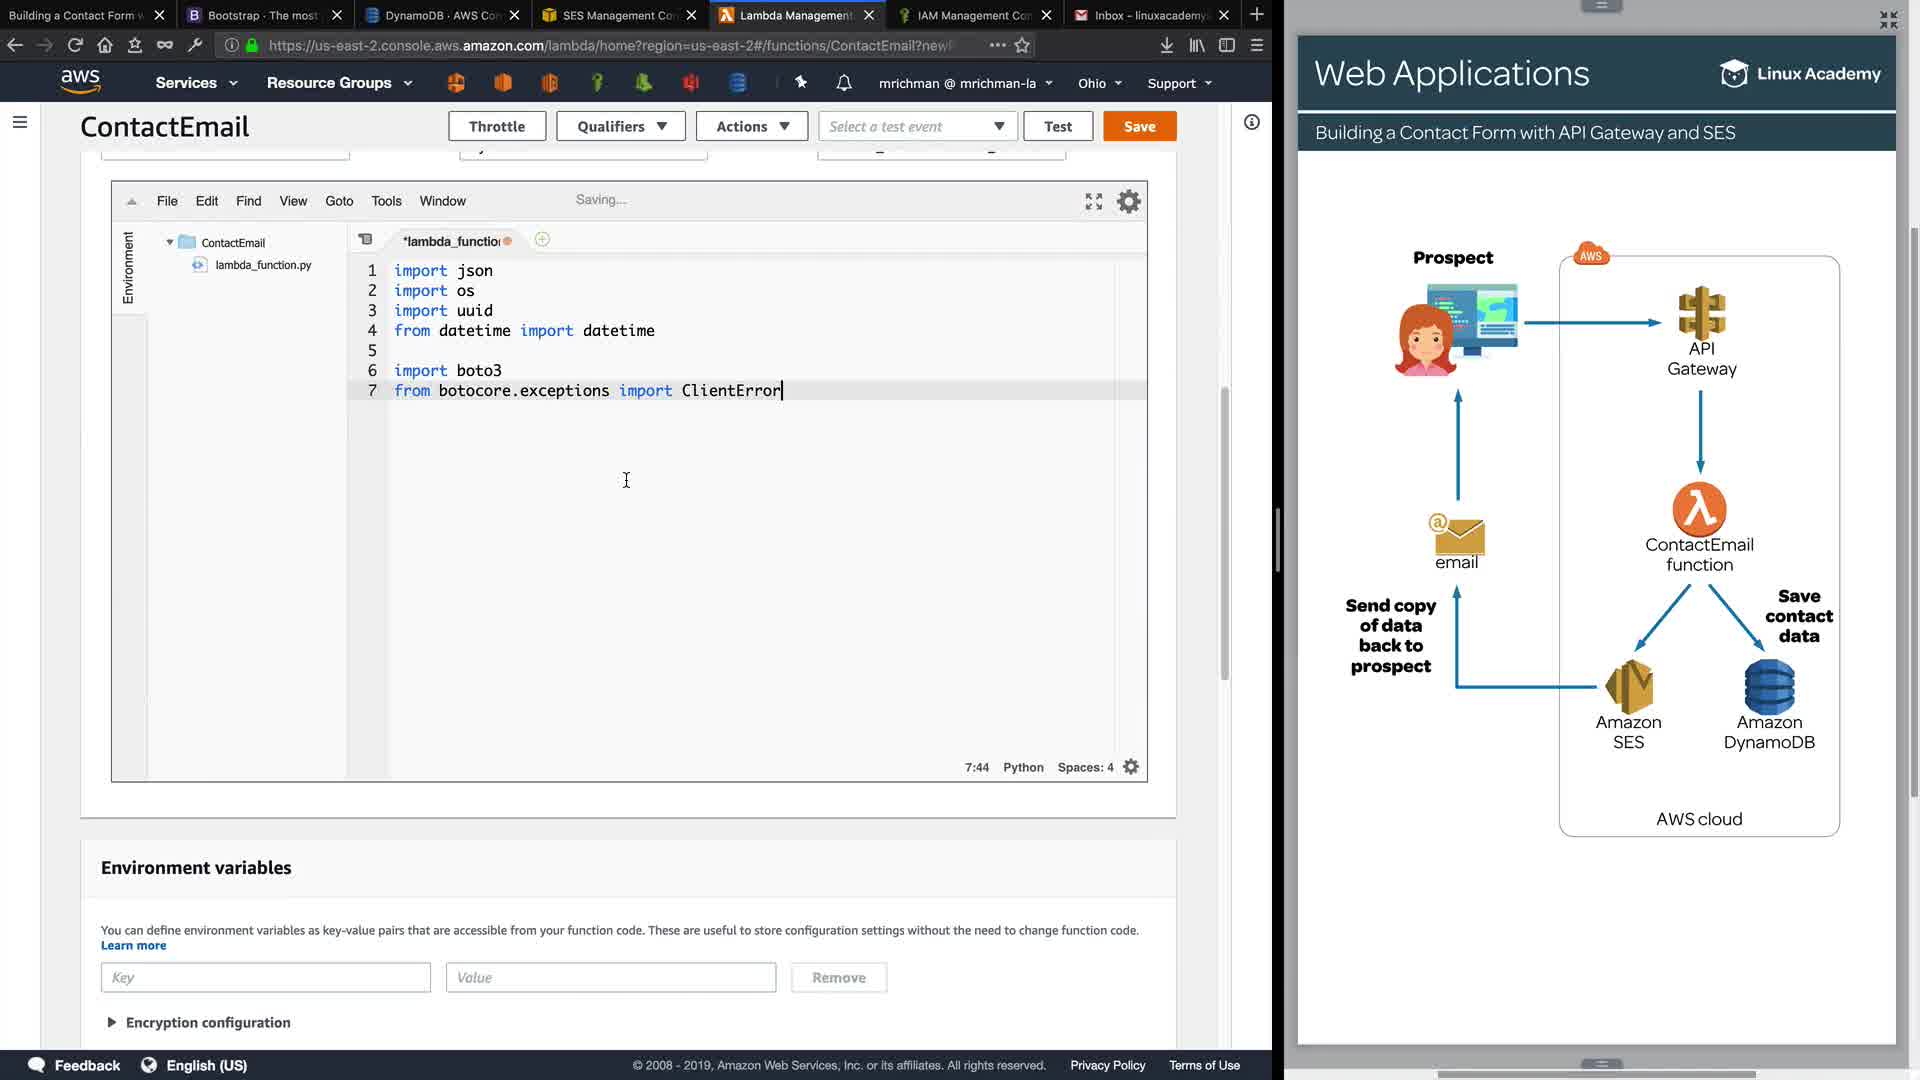 Building a Contact Form w
Bootstrap · The most
DynamoDB · AWS Con
SES Management Con
Lambda Management
IAM Management Con
Inbox – linuxacademy
https://us-east-2.console.aws.amazon.com/lambda/home?region=us-east-2#/functions/ContactEmail?newF
aws
Services
Resource Groups
mrichman @ mrichman-la
Ohio
Support
ContactEmail
Throttle
Qualifiers
Actions
Select a test event
Test
Save
File
Edit
Find
View
Goto
Tools
Window
Saving...
Environment
ContactEmail
lambda_function.py
*lambda_function
1 import json
2 import os
3 import uuid
4 from datetime import datetime
5
6 import boto3
7 from botocore.exceptions import ClientError
7:44
Python
Spaces: 4
Environment variables
You can define environment variables as key-value pairs that are accessible from your function code. These are useful to store configuration settings without the need to change function code.
Learn more
Key
Value
Remove
Encryption configuration
Feedback
English (US)
© 2008 - 2019, Amazon Web Services, Inc. or its affiliates. All rights reserved.
Privacy Policy
Terms of Use
Web Applications
Linux Academy
Building a Contact Form with API Gateway and SES
Prospect
AWS
API
Gateway
ContactEmail
function
@
email
Send copy
of data
back to
prospect
Save
contact
data
Amazon
SES
Amazon
DynamoDB
AWS cloud